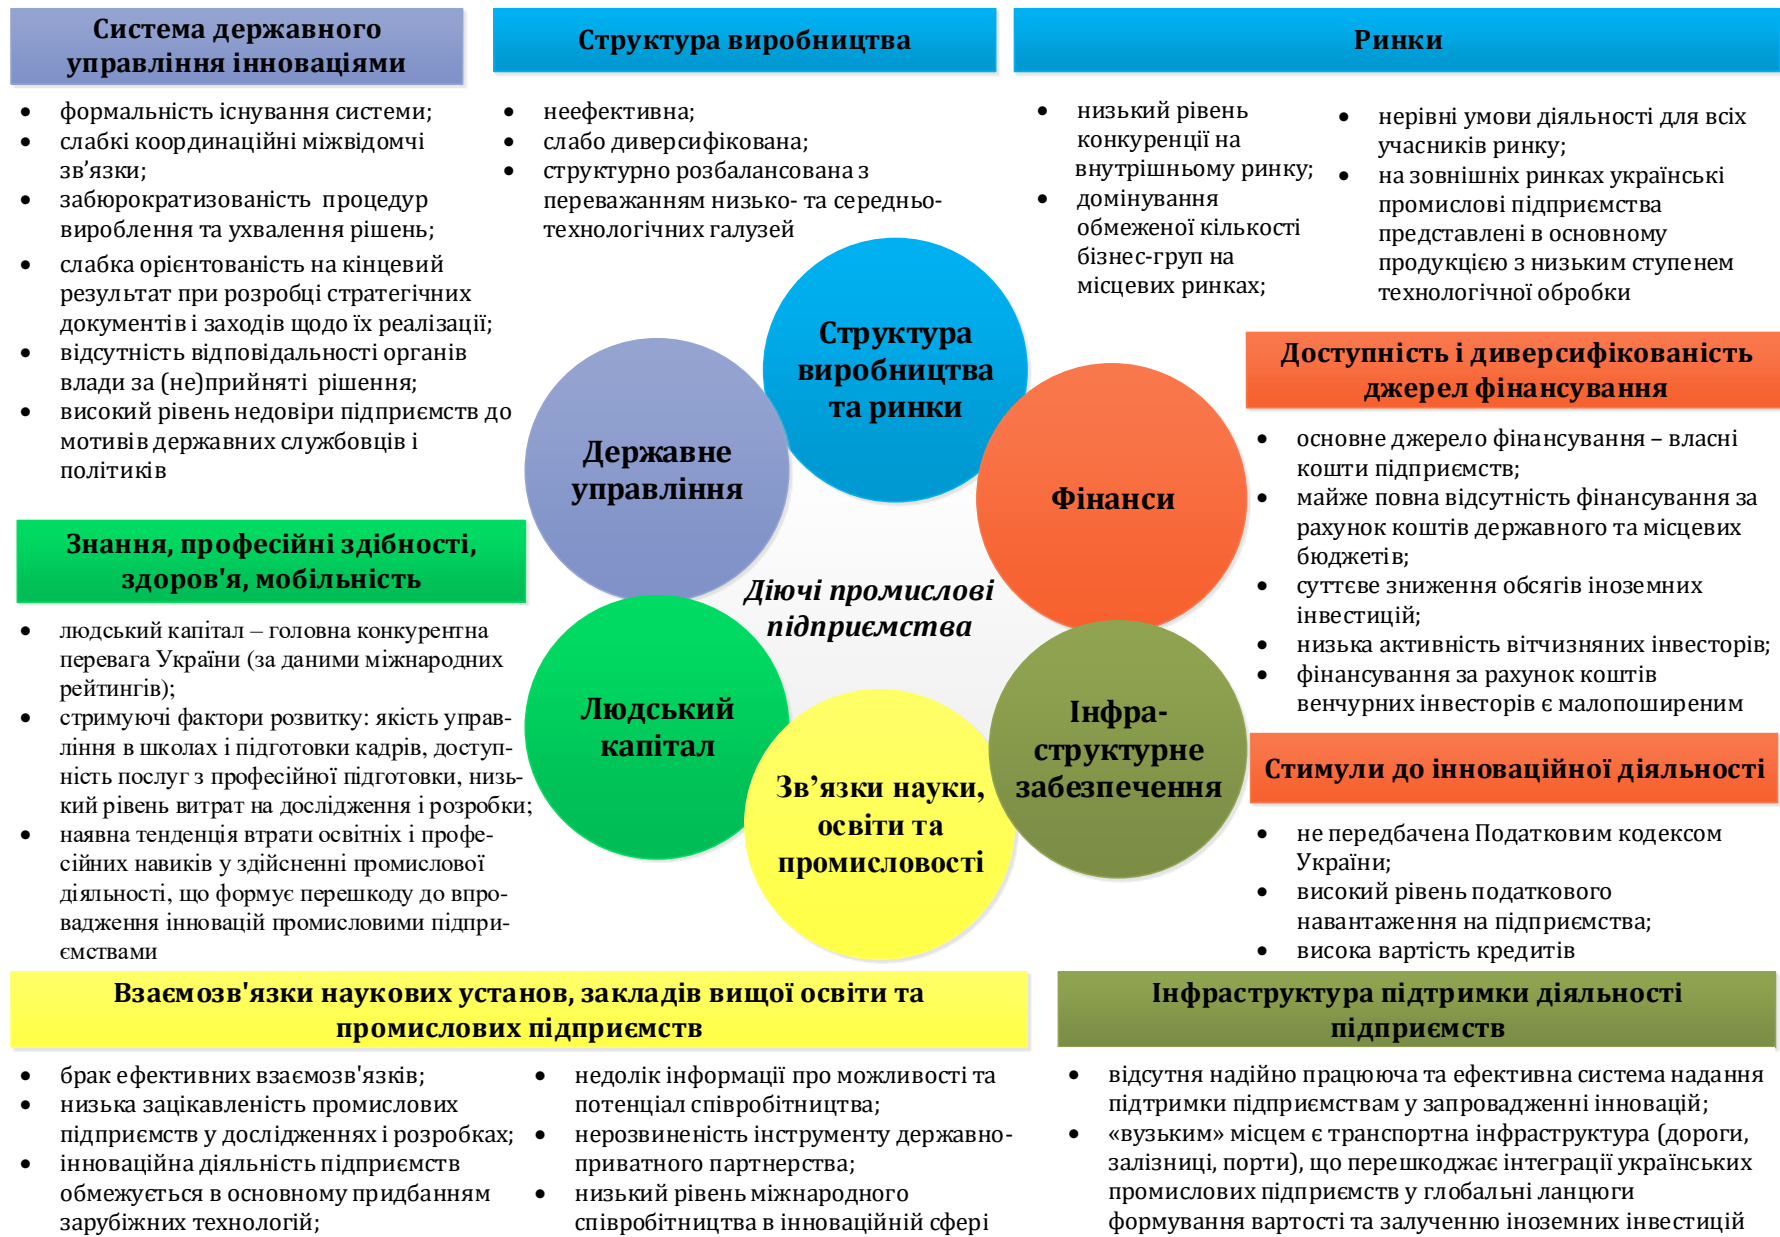 Система державного
управління інноваціями
формальність існування системи;
слабкі координаційні міжвідомчі
зв’язки;
забюрократизованість процедур
вироблення та ухвалення рішень;
слабка орієнтованість на кінцевий
результат при розробці стратегічних
документів і заходів щодо їх реалізації;
відсутність відповідальності органів
влади за (не)прийняті рішення;
високий рівень недовіри підприємств до
мотивів державних службовців і
політиків
Структура виробництва
неефективна;
слабо диверсифікована;
структурно розбалансована з
переважанням низько- та середньо-
технологічних галузей
Ринки
низький рівень
конкуренції на
внутрішньому ринку;
домінування
обмеженої кількості
бізнес-груп на
місцевих ринках;
нерівні умови діяльності для всіх
учасників ринку;
на зовнішніх ринках українські
промислові підприємства
представлені в основному
продукцією з низьким ступенем
технологічної обробки
Структура
виробництва
та ринки
Державне
управління
Фінанси
Діючі промислові
підприємства
Людський
капітал
Зв’язки науки,
освіти та
промисловості
Інфра-
структурне
забезпечення
Доступність і диверсифікованість
джерел фінансування
основне джерело фінансування – власні
кошти підприємств;
майже повна відсутність фінансування за
рахунок коштів державного та місцевих
бюджетів;
суттєве зниження обсягів іноземних
інвестицій;
низька активність вітчизняних інвесторів;
фінансування за рахунок коштів
венчурних інвесторів є малопоширеним
Знання, професійні здібності,
здоров'я, мобільність
людський капітал – головна конкурентна
перевага України (за даними міжнародних
рейтингів);
стримуючі фактори розвитку: якість управ-
ління в школах і підготовки кадрів, доступ-
ність послуг з професійної підготовки, низь-
кий рівень витрат на дослідження і розробки;
наявна тенденція втрати освітніх і профе-
сійних навиків у здійсненні промислової
діяльності, що формує перешкоду до впро-
вадження інновацій промисловими підпри-
ємствами
Стимули до інноваційної діяльності
не передбачена Податковим кодексом
України;
високий рівень податкового
навантаження на підприємства;
висока вартість кредитів
Взаємозв'язки наукових установ, закладів вищої освіти та
промислових підприємств
брак ефективних взаємозв'язків;
низька зацікавленість промислових
підприємств у дослідженнях і розробках;
інноваційна діяльність підприємств
обмежується в основному придбанням
зарубіжних технологій;
недолік інформації про можливості та
потенціал співробітництва;
нерозвиненість інструменту державно-
приватного партнерства;
низький рівень міжнародного
співробітництва в інноваційній сфері
Інфраструктура підтримки діяльності
підприємств
відсутня надійно працююча та ефективна система надання
підтримки підприємствам у запровадженні інновацій;
«вузьким» місцем є транспортна інфраструктура (дороги,
залізниці, порти), що перешкоджає інтеграції українських
промислових підприємств у глобальні ланцюги
формування вартості та залученню іноземних інвестицій